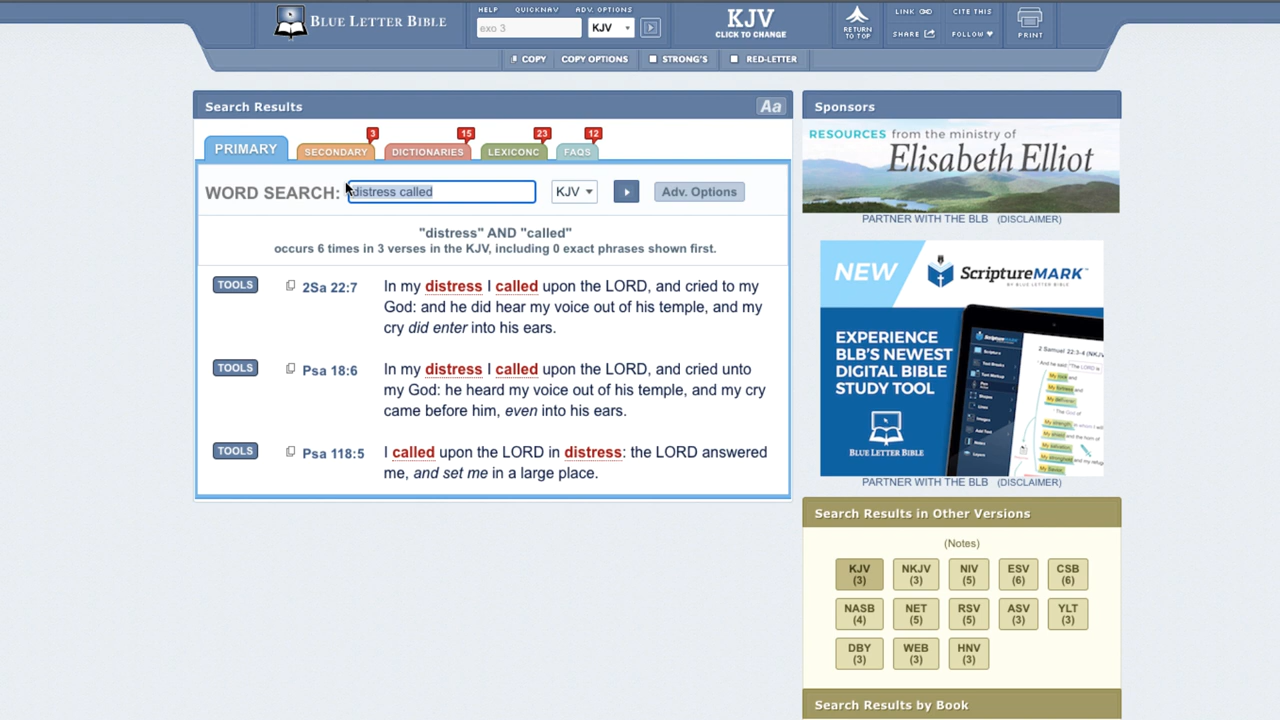 BLUE LETTER BIBLE
HELP QUICKNAV ADV. OPTIONS
exo 3 KJV
KJV
CLICK TO CHANGE
RETURN
TO TOP
LINK CITE THIS
SHARE FOLLOW
PRINT
COPY COPY OPTIONS STRONG'S RED-LETTER
Search Results Aa
3 15 23 12
PRIMARY SECONDARY DICTIONARIES LEXICONC FAQS
WORD SEARCH: distress called KJV Adv. Options
"distress" AND "called"
occurs 6 times in 3 verses in the KJV, including 0 exact phrases shown first.
TOOLS 2Sa 22:7 In my distress I called upon the LORD, and cried to my
God: and he did hear my voice out of his temple, and my
cry did enter into his ears.
TOOLS Psa 18:6 In my distress I called upon the LORD, and cried unto
my God: he heard my voice out of his temple, and my cry
came before him, even into his ears.
TOOLS Psa 118:5 I called upon the LORD in distress: the LORD answered
me, and set me in a large place.
Sponsors
RESOURCES from the ministry of
Elisabeth Elliot
PARTNER WITH THE BLB (DISCLAIMER)
NEW ScriptureMARK
BY BLUE LETTER BIBLE
EXPERIENCE
BLB'S NEWEST
DIGITAL BIBLE
STUDY TOOL
BLUE LETTER BIBLE
2 Samuel 22:3-4 (NKJV
PARTNER WITH THE BLB (DISCLAIMER)
Search Results in Other Versions
(Notes)
KJV (3) NKJV (3) NIV (5) ESV (6) CSB (6)
NASB (4) NET (5) RSV (5) ASV (3) YLT (3)
DBY (3) WEB (3) HNV (3)
Search Results by Book